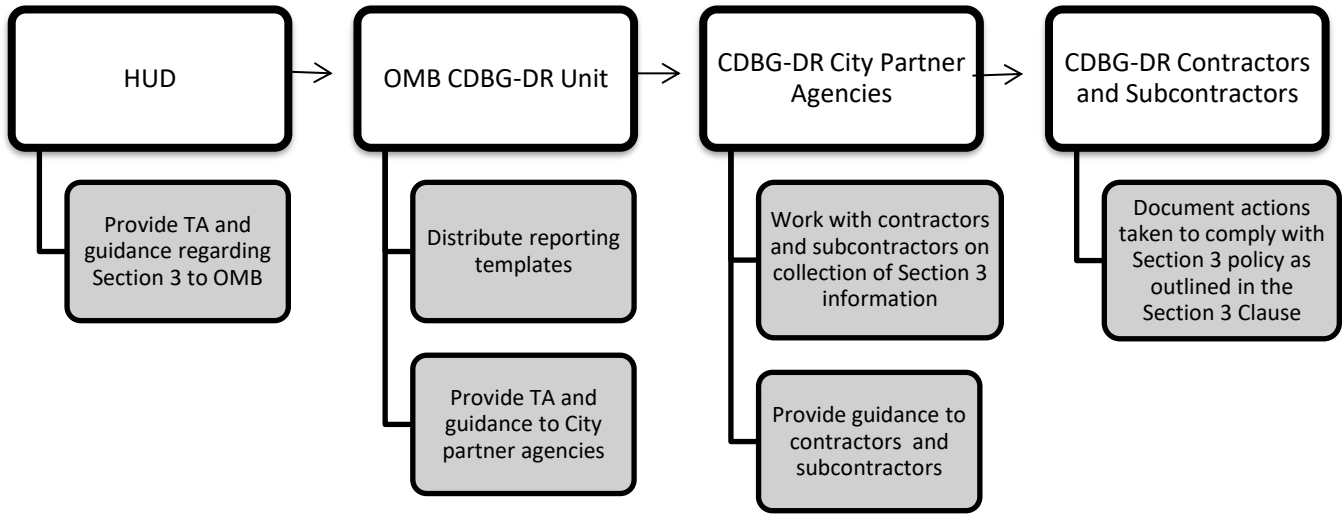 HUD
OMB CDBG-DR Unit
CDBG-DR City Partner
Agencies
CDBG-DR Contractors
and Subcontractors
Provide TA and
guidance regarding
Section 3 to OMB
Distribute reporting
templates
Provide TA and
guidance to City
partner agencies
Work with contractors
and subcontractors on
collection of Section 3
information
Provide guidance to
contractors and
subcontractors
Document actions
taken to comply with
Section 3 policy as
outlined in the
Section 3 Clause